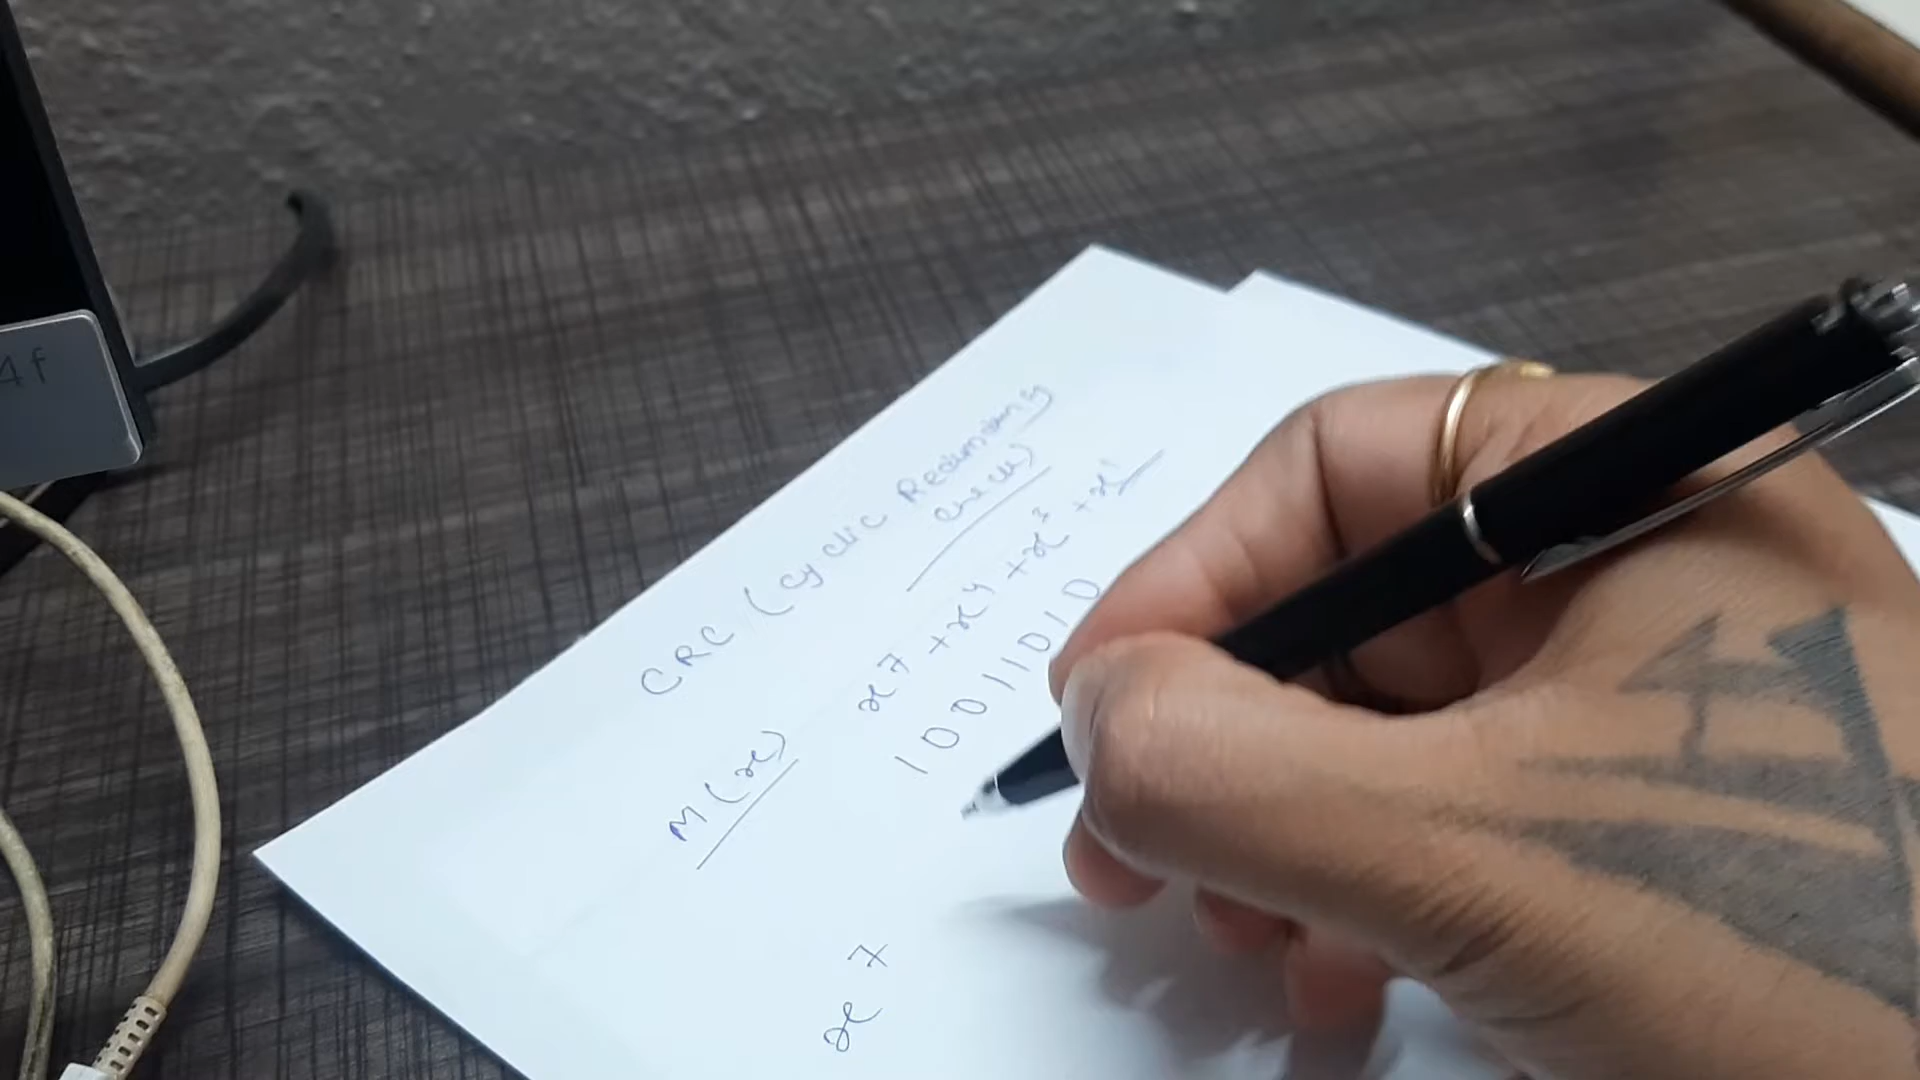 CRC (Cyclic Redundancy
check)
M(x)
x⁷ + x⁴ + x³ + x¹
10011010
x⁷
4f